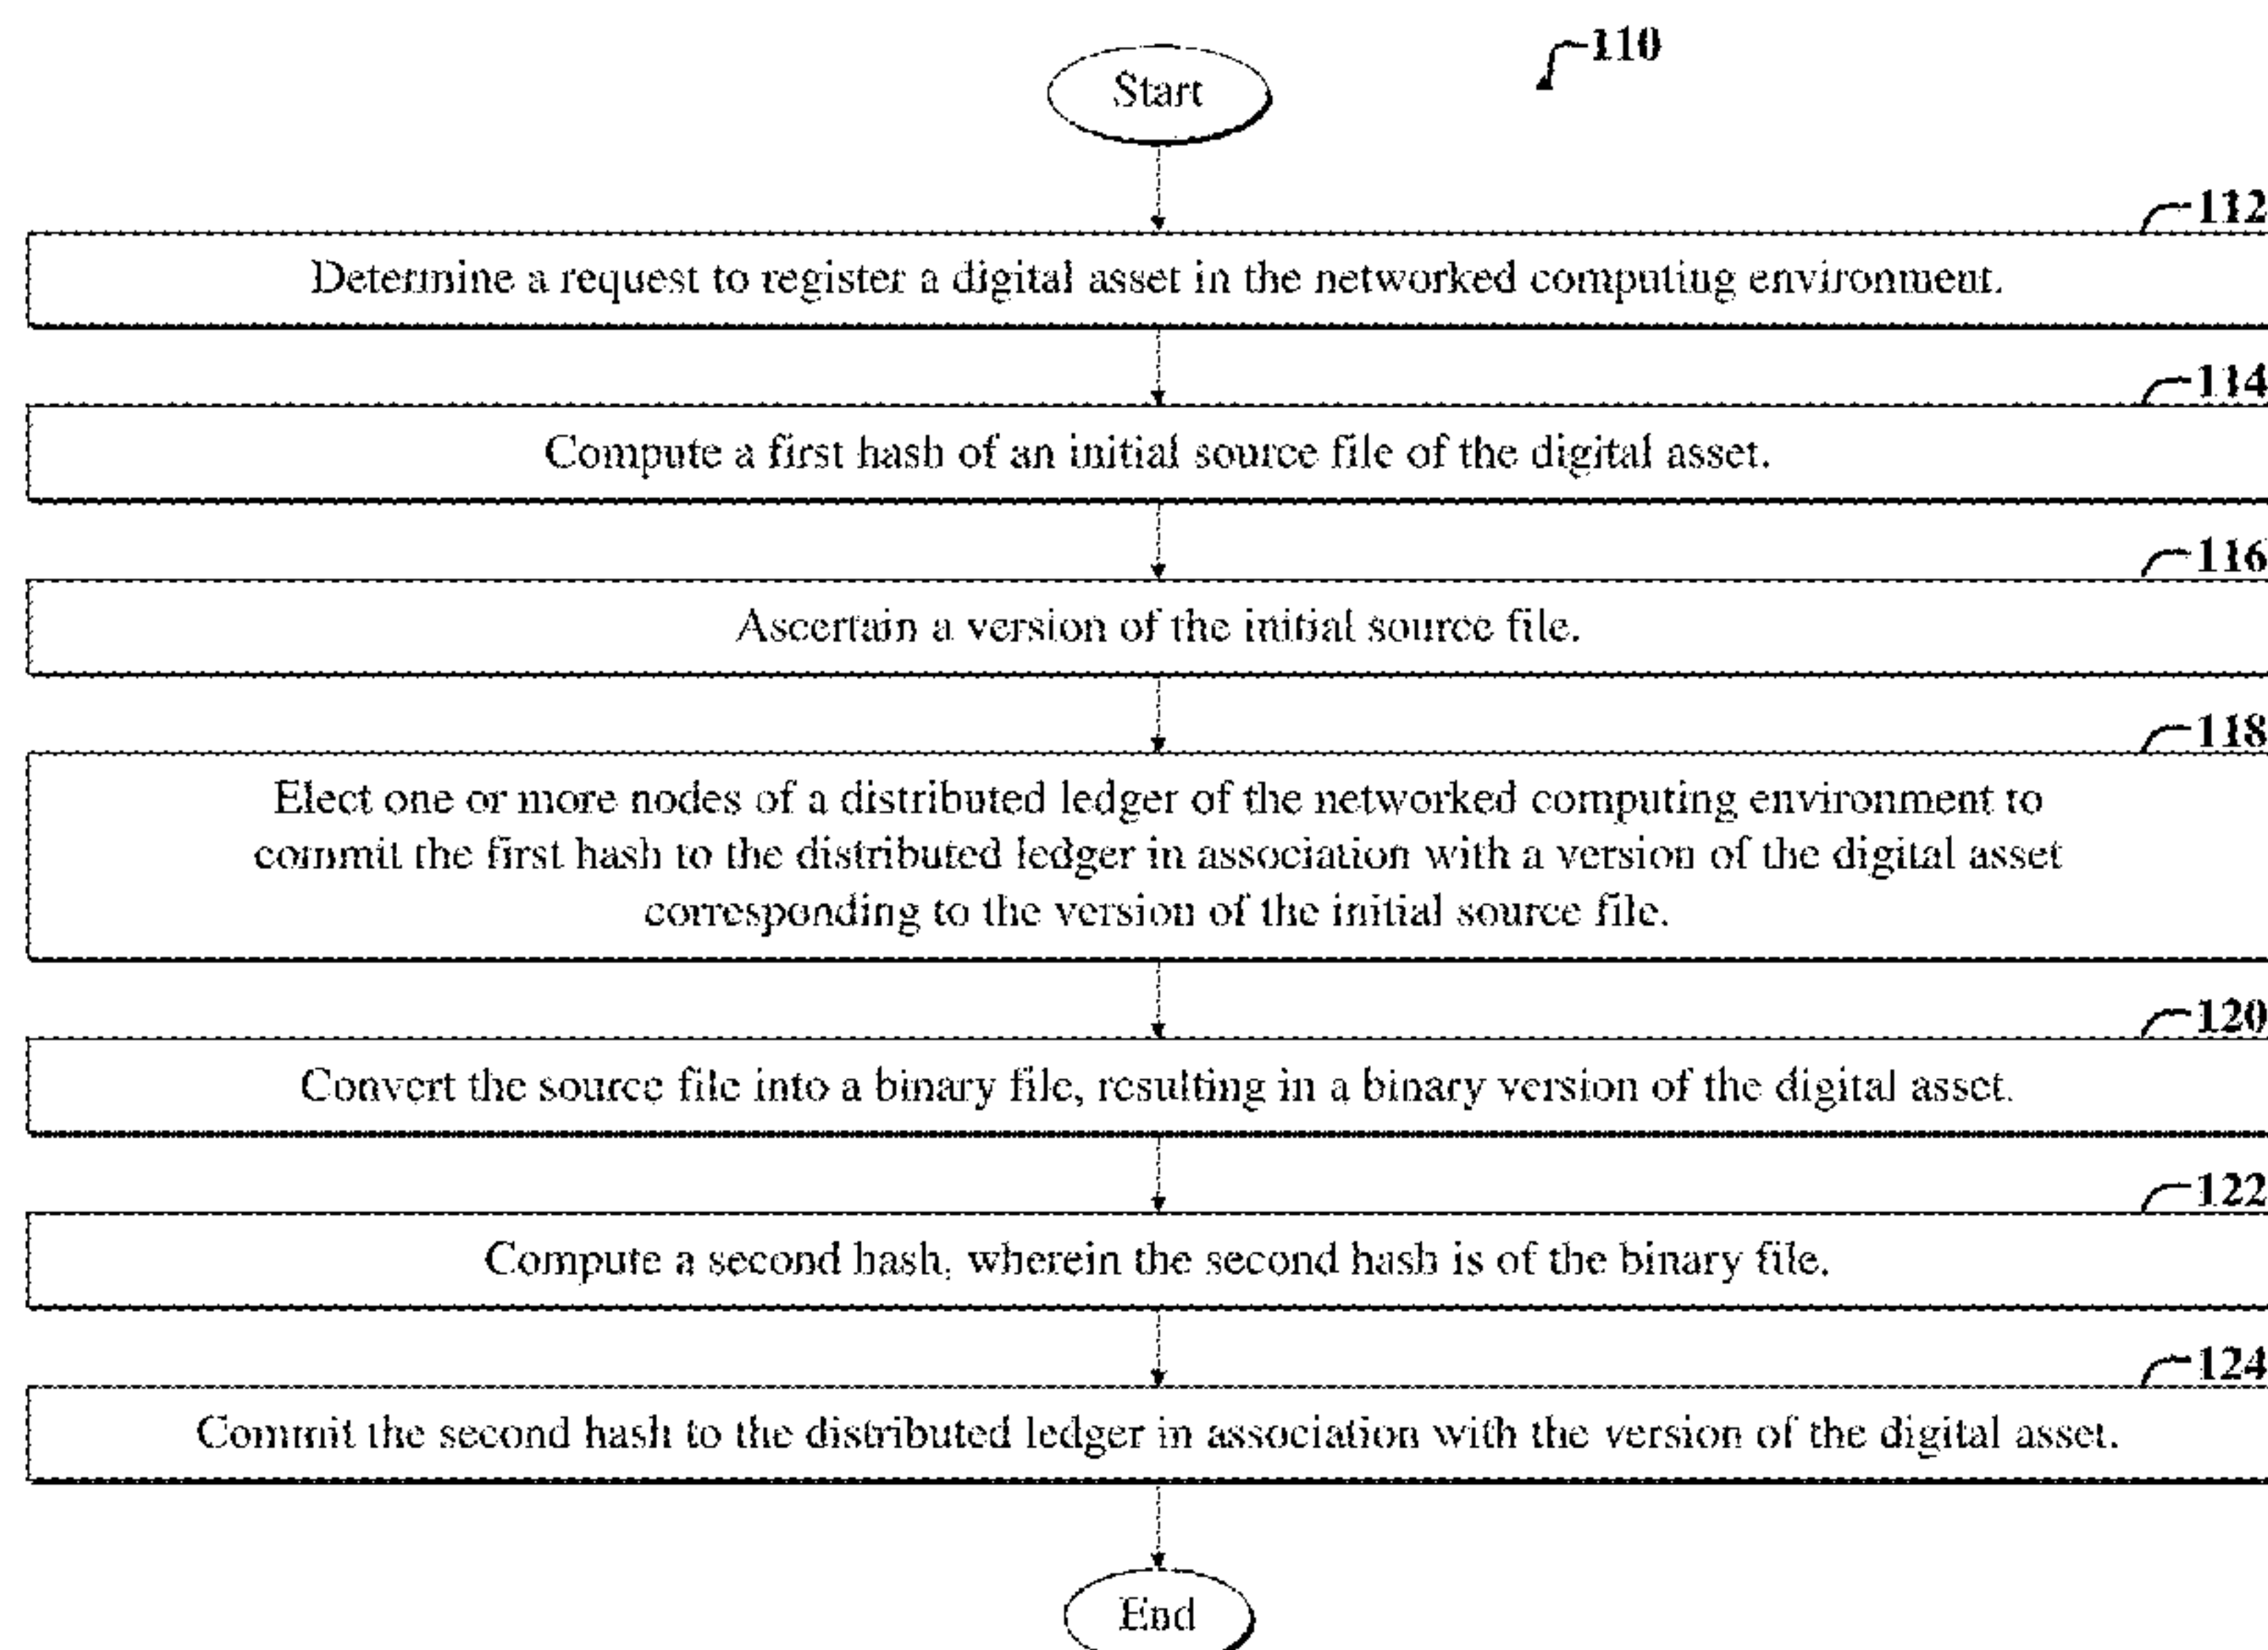 110
Start
112
Determine a request to register a digital asset in the networked computing environment.
114
Compute a first hash of an initial source file of the digital asset.
116
Ascertain a version of the initial source file.
118
Elect one or more nodes of a distributed ledger of the networked computing environment to
commit the first hash to the distributed ledger in association with a version of the digital asset
corresponding to the version of the initial source file.
120
Convert the source file into a binary file, resulting in a binary version of the digital asset.
122
Compute a second hash, wherein the second hash is of the binary file.
124
Commit the second hash to the distributed ledger in association with the version of the digital asset.
End